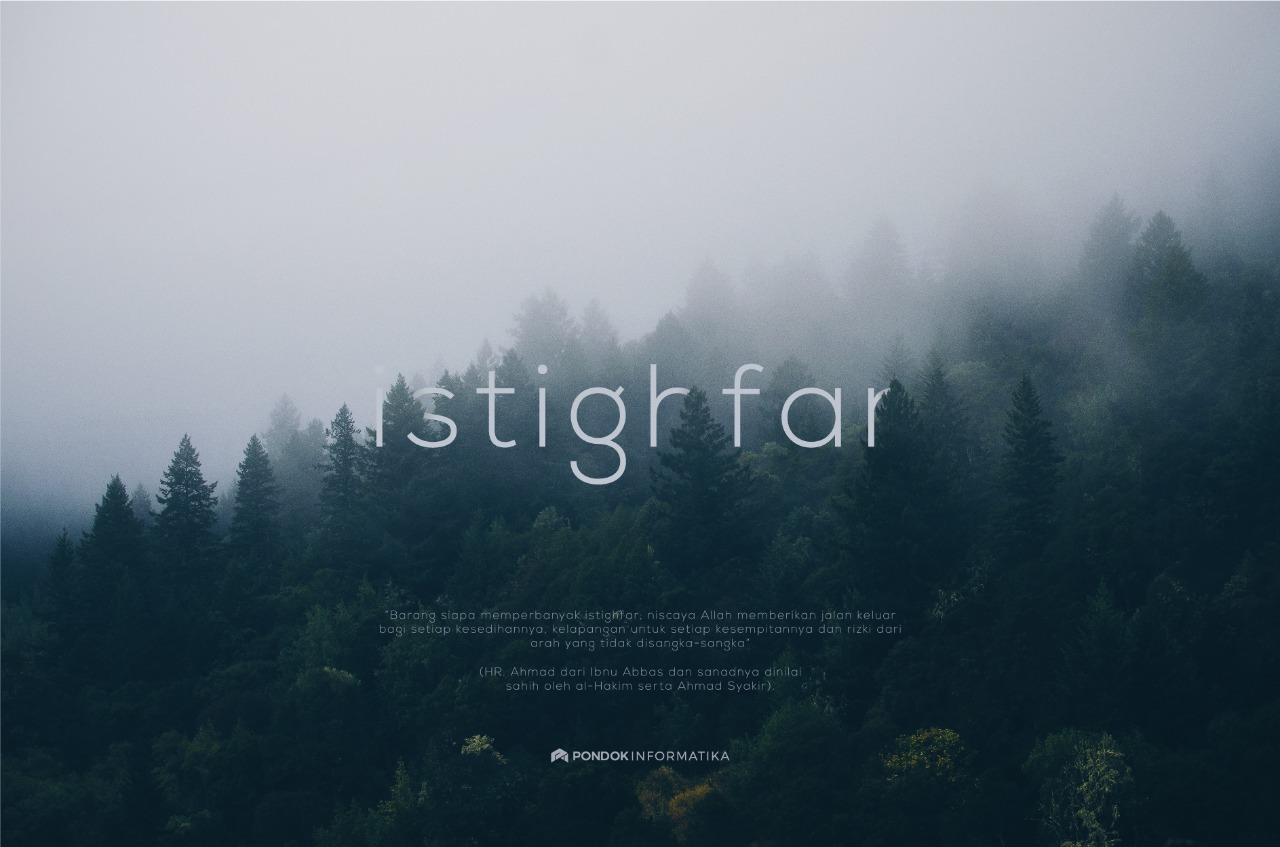 istighfar
"Barang siapa memperbanyak istighfar; niscaya Allah memberikan jalan keluar
bagi setiap kesedihannya, kelapangan untuk setiap kesempitannya dan rizki dari
arah yang tidak disangka-sangka"
(HR. Ahmad dari Ibnu Abbas dan sanadnya dinilai
sahih oleh al-Hakim serta Ahmad Syakir).
PONDOKINFORMATIKA